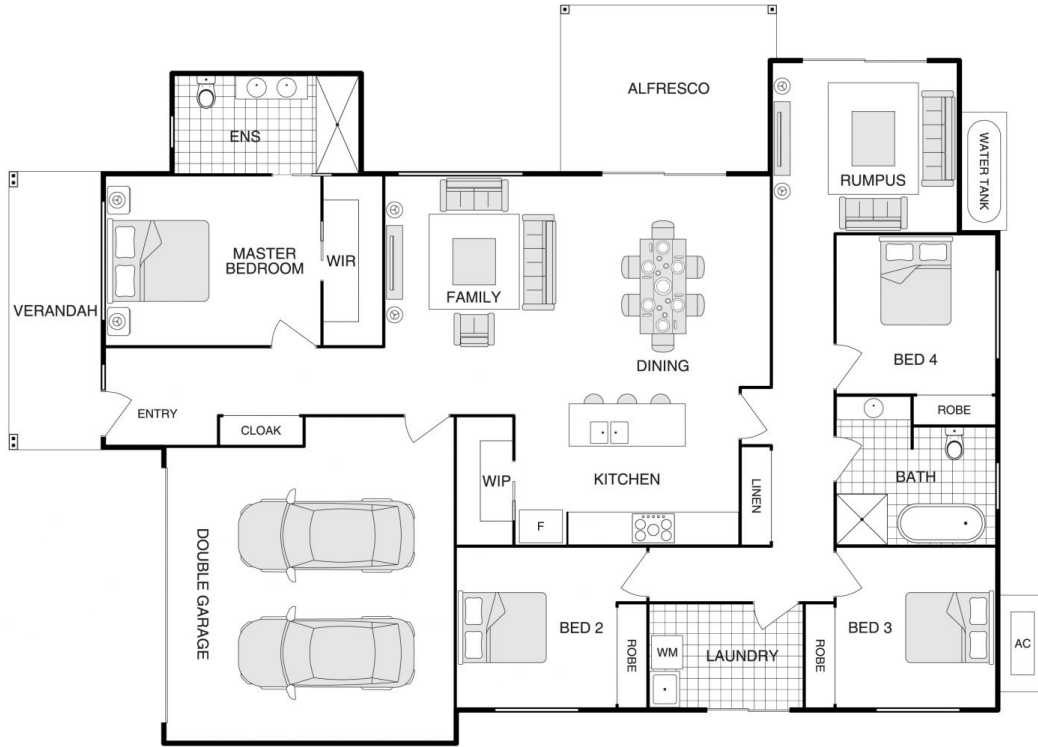 ALFRESCO
ENS
WATER TANK
RUMPUS
MASTER
BEDROOM
WIR
VERANDAH
FAMILY
DINING
BED 4
ENTRY
CLOAK
ROBE
WIP
KITCHEN
LINEN
BATH
F
DOUBLE GARAGE
BED 2
ROBE
WM
LAUNDRY
ROBE
BED 3
AC